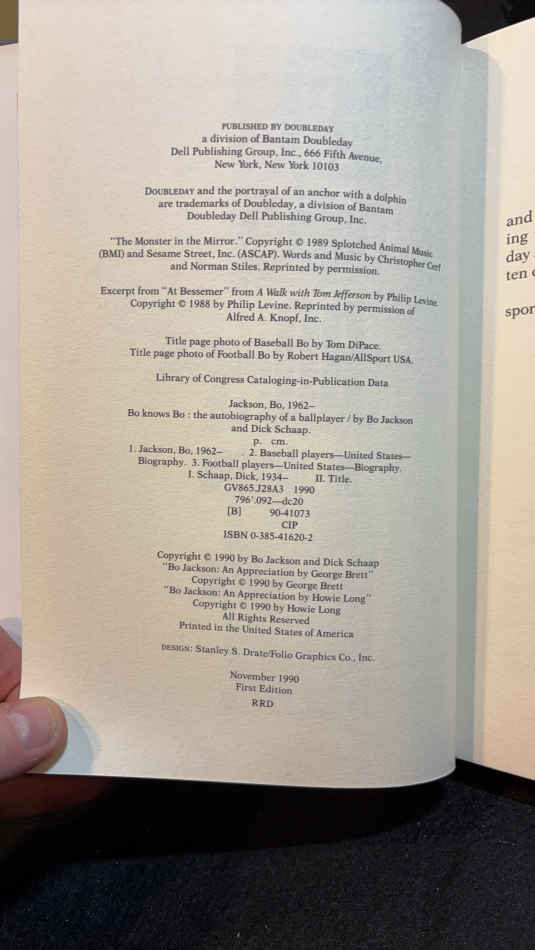 PUBLISHED BY DOUBLEDAY
a division of Bantam Doubleday
Dell Publishing Group, Inc., 666 Fifth Avenue,
New York, New York 10103
DOUBLEDAY and the portrayal of an anchor with a dolphin
are trademarks of Doubleday, a division of Bantam
Doubleday Dell Publishing Group, Inc.
"The Monster in the Mirror." Copyright © 1989 Splotched Animal Music
(BMI) and Sesame Street, Inc. (ASCAP). Words and Music by Christopher Cerf
and Norman Stiles. Reprinted by permission.
Excerpt from "At Bessemer" from A Walk with Tom Jefferson by Philip Levine.
Copyright © 1988 by Philip Levine. Reprinted by permission of
Alfred A. Knopf, Inc.
Title page photo of Baseball Bo by Tom DiPace.
Title page photo of Football Bo by Robert Hagan/AllSport USA.
Library of Congress Cataloging-in-Publication Data
Jackson, Bo, 1962–
Bo knows Bo : the autobiography of a ballplayer / by Bo Jackson
and Dick Schaap.
p. cm.
1. Jackson, Bo, 1962– . 2. Baseball players—United States—
Biography. 3. Football players—United States—Biography.
I. Schaap, Dick, 1934– II. Title.
GV865.J28A3 1990
796'.092—dc20
[B] 90-41073
CIP
ISBN 0-385-41620-2
Copyright © 1990 by Bo Jackson and Dick Schaap
"Bo Jackson: An Appreciation by George Brett"
Copyright © 1990 by George Brett
"Bo Jackson: An Appreciation by Howie Long"
Copyright © 1990 by Howie Long
All Rights Reserved
Printed in the United States of America
DESIGN: Stanley S. Drate/Folio Graphics Co., Inc.
November 1990
First Edition
RRD
and
ing
day
ten
spor